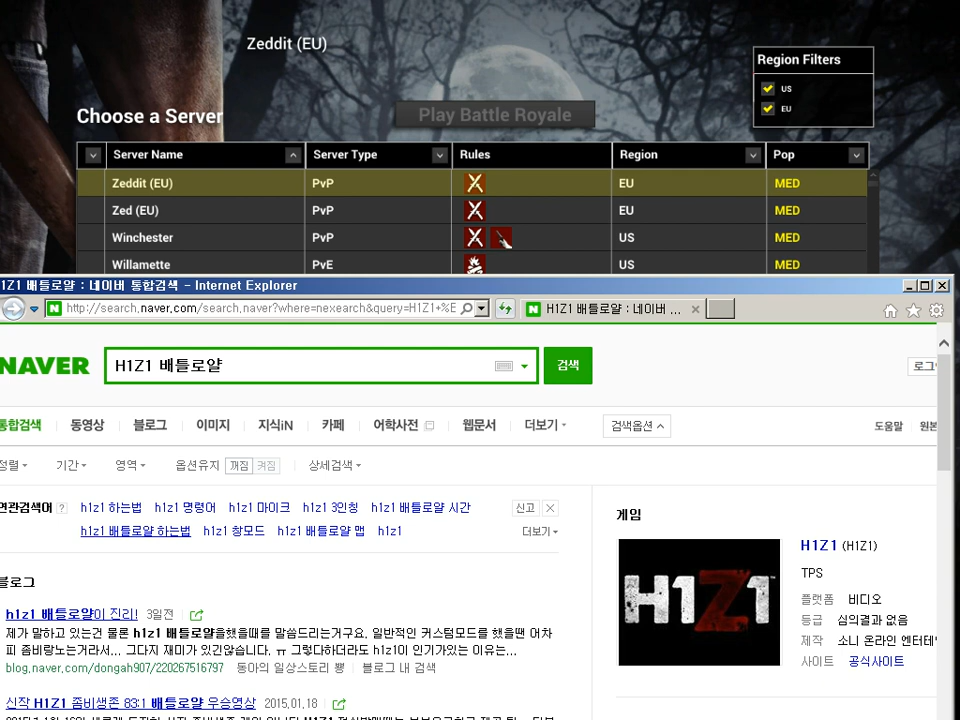 Zeddit (EU)
Region Filters
US
EU
Choose a Server
Play Battle Royale
Server Name Server Type Rules Region Pop
Zeddit (EU) PvP EU MED
Zed (EU) PvP EU MED
Winchester PvP US MED
Willamette PvE US MED
1Z1 배틀로얄 : 네이버 통합검색 - Internet Explorer
http://search.naver.com/search.naver?where=nexearch&query=H1Z1+%E
H1Z1 배틀로얄 : 네이버 ...
NAVER
H1Z1 배틀로얄
검색
로그
통합검색 동영상 블로그 이미지 지식iN 카페 어학사전 웹문서 더보기 검색옵션 도움말 원본
정렬 기간 영역 옵션유지 꺼짐 켜짐 상세검색
연관검색어 ? h1z1 하는법 h1z1 명령어 h1z1 마이크 h1z1 3인칭 h1z1 배틀로얄 시간 신고
h1z1 배틀로얄 하는법 h1z1 창모드 h1z1 배틀로얄 맵 h1z1 더보기
블로그
h1z1 배틀로얄이 진리! 3일전
제가 말하고 있는건 물론 h1z1 배틀로얄을했을때를 말씀드리는거구요. 일반적인 커스텀모드를 했을땐 어차
피 좀비랑노는거라서... 그다지 재미가 있진않습니다. ㅠ 그렇다하더라도 h1z1이 인기가있는 이유는...
blog.naver.com/dongah907/220267516797 동아의 일상스토리 뿅 블로그 내 검색
신작 H1Z1 좀비생존 83:1 배틀로얄 우승영상 2015.01.18
게임
H1Z1
H1Z1 (H1Z1)
TPS
플랫폼 비디오
등급 심의결과 없음
제작 소니 온라인 엔터테
사이트 공식사이트